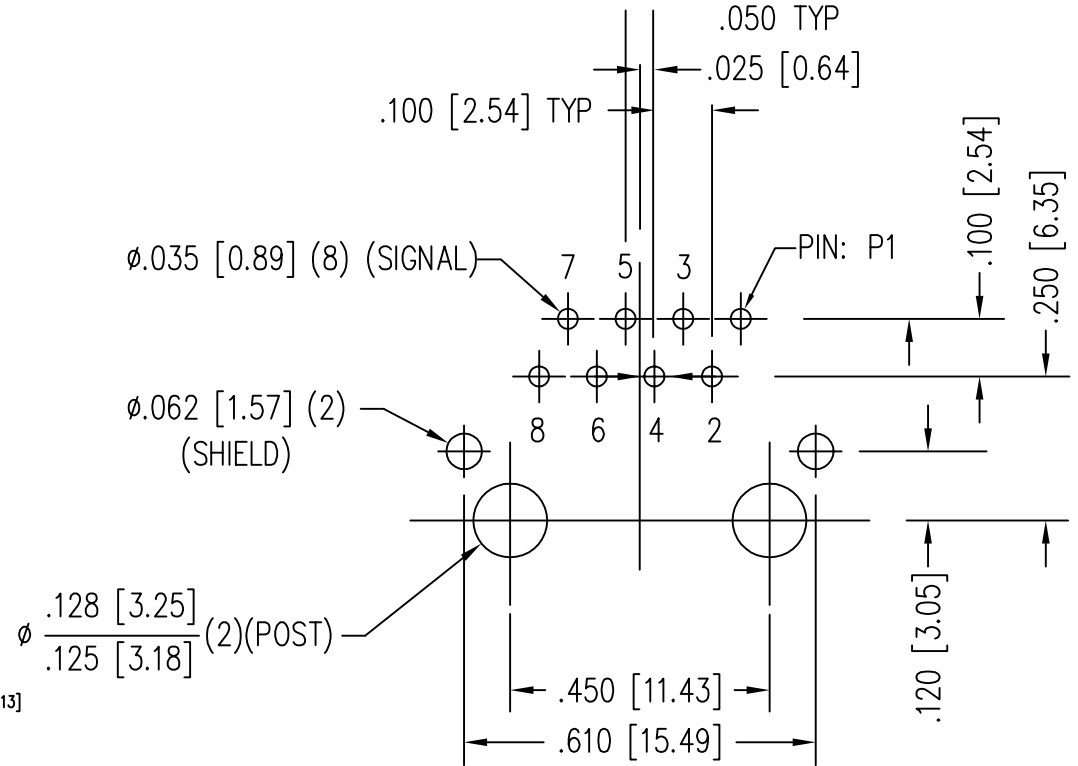 .050 TYP
.025 [0.64]
.100 [2.54] TYP
.100 [2.54]
.250 [6.35]
ø.035 [0.89] (8) (SIGNAL)
7 5 3
PIN: P1
ø.062 [1.57] (2)
(SHIELD)
8 6 4 2
ø .128 [3.25]
.125 [3.18] (2)(POST)
.120 [3.05]
13]
.450 [11.43]
.610 [15.49]